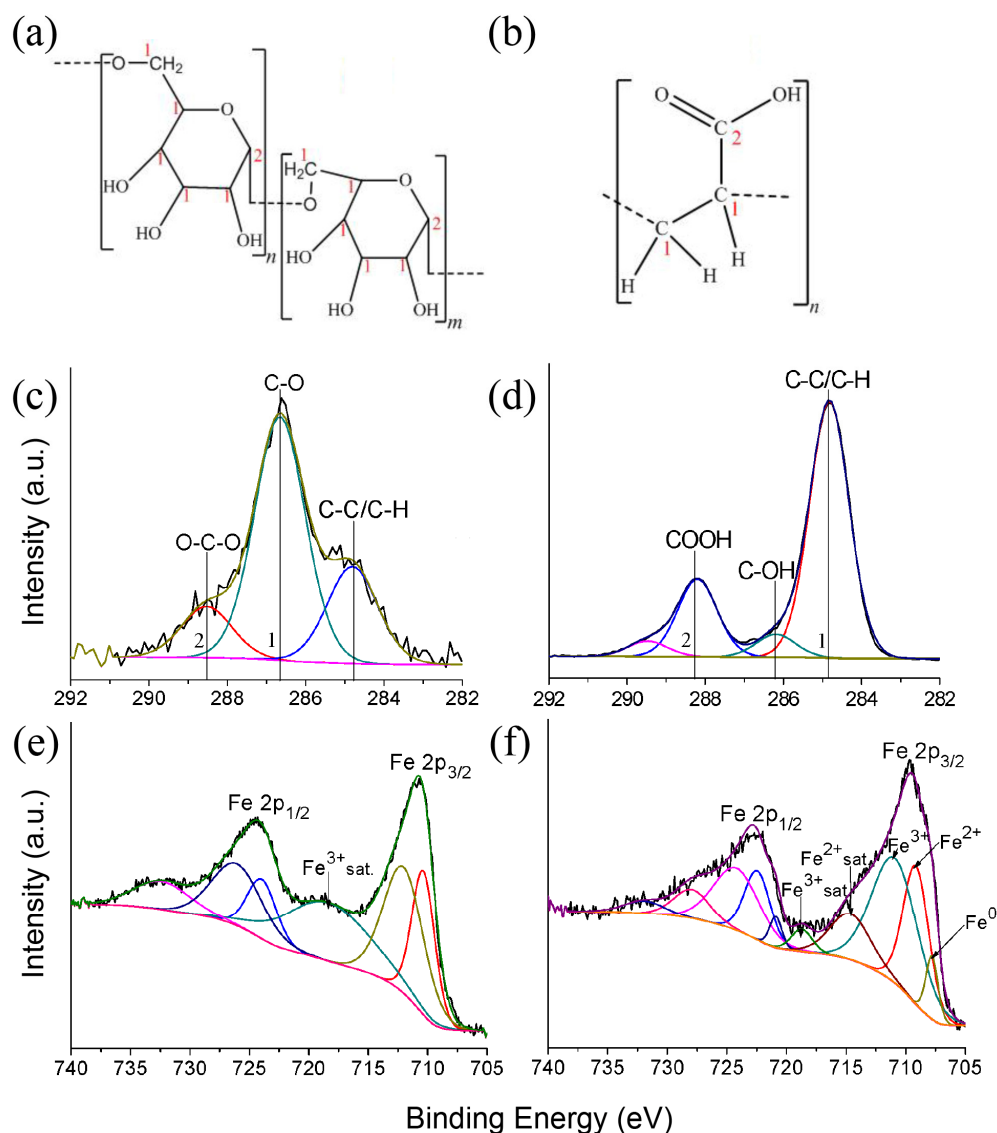 (a)
(b)
1
O
CH₂
1
O
1
2
1
1
HO
HO
OH
n
1
H₂C
O
1
O
1
2
1
1
HO
HO
OH
m
O
OH
C
2
C
1
C
1
H
H
H
n
(c)
C-O
C-C/C-H
O-C-O
2
1
292 290 288 286 284 282
(d)
C-C/C-H
COOH
C-OH
2
1
292 290 288 286 284 282
Intensity (a.u.)
(e)
Fe 2p₃/₂
Fe 2p₁/₂
Fe³⁺sat.
740 735 730 725 720 715 710 705
(f)
Fe 2p₃/₂
Fe 2p₁/₂
Fe²⁺sat.
Fe³⁺
Fe²⁺
Fe³⁺sat.
Fe⁰
740 735 730 725 720 715 710 705
Intensity (a.u.)
Binding Energy (eV)